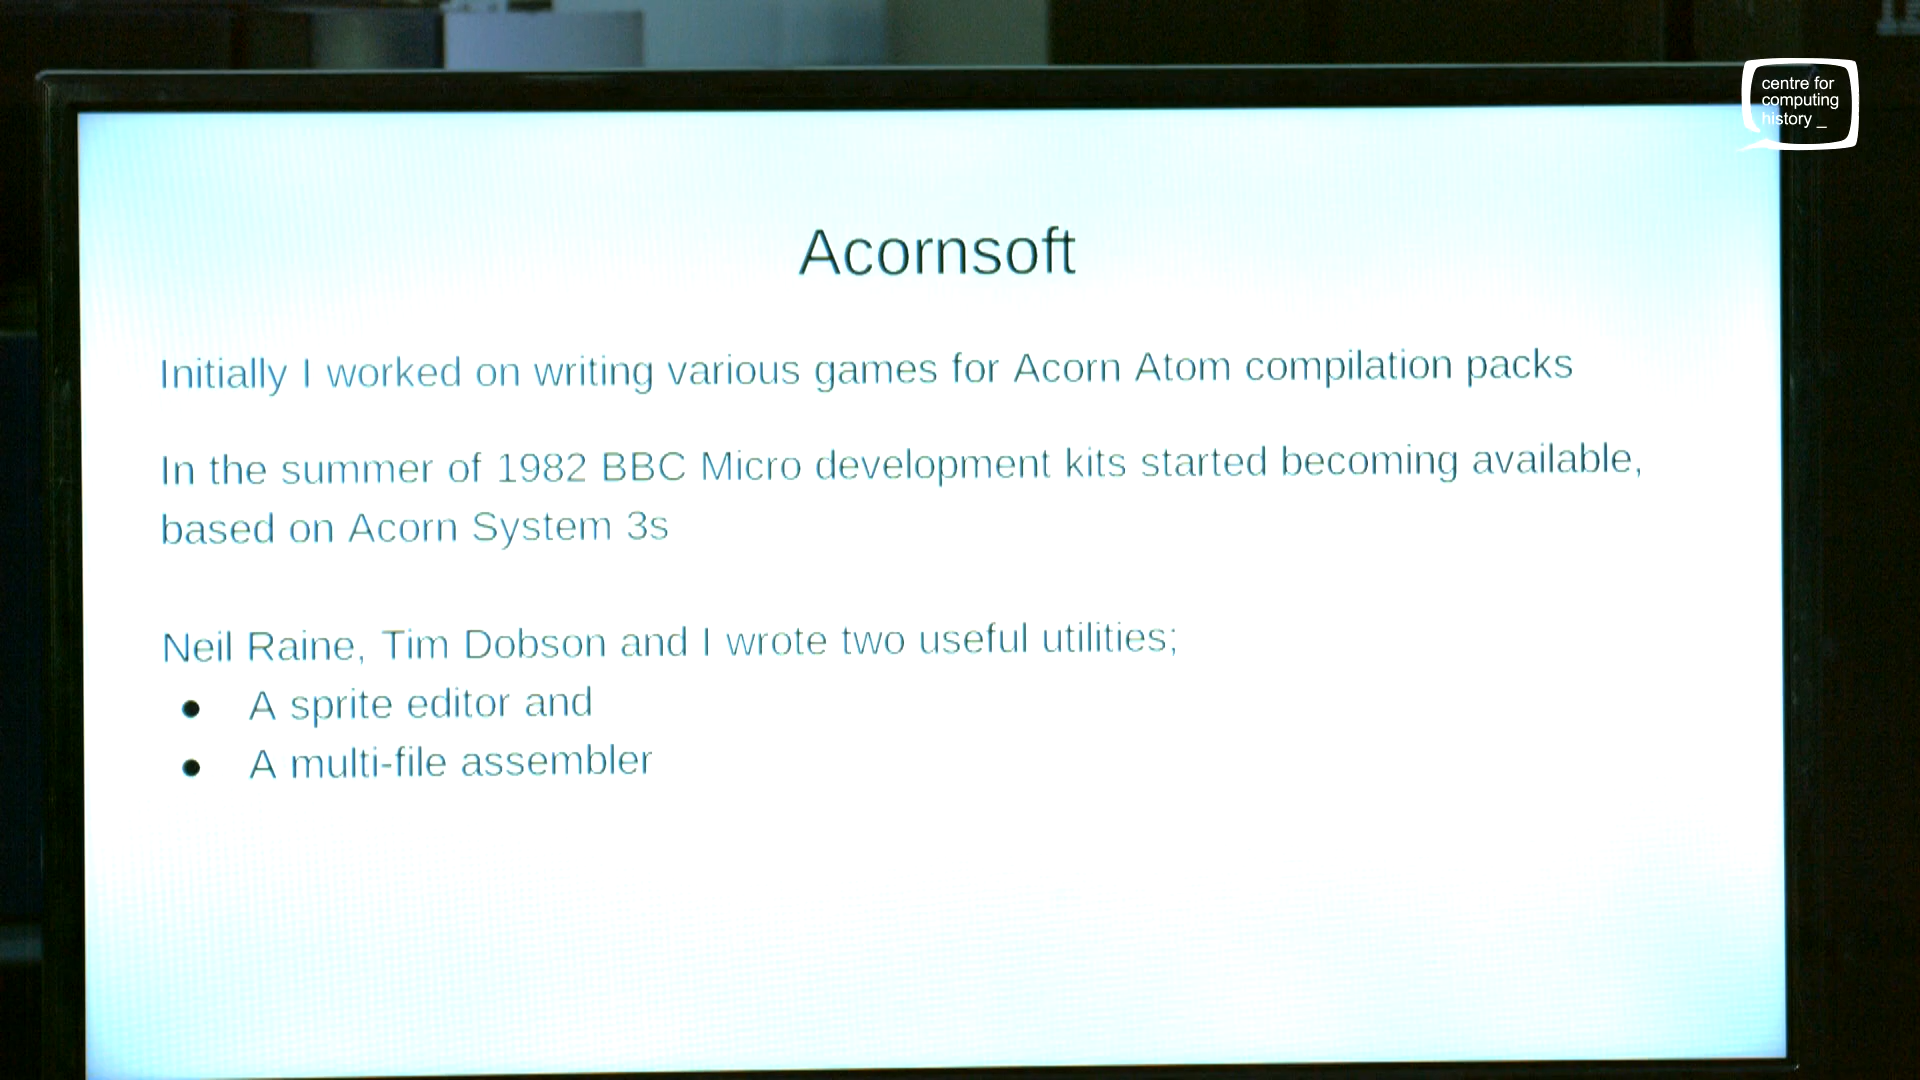 centre for
computing
history _
Acornsoft
Initially I worked on writing various games for Acorn Atom compilation packs
In the summer of 1982 BBC Micro development kits started becoming available,
based on Acorn System 3s
Neil Raine, Tim Dobson and I wrote two useful utilities;
● A sprite editor and
● A multi-file assembler